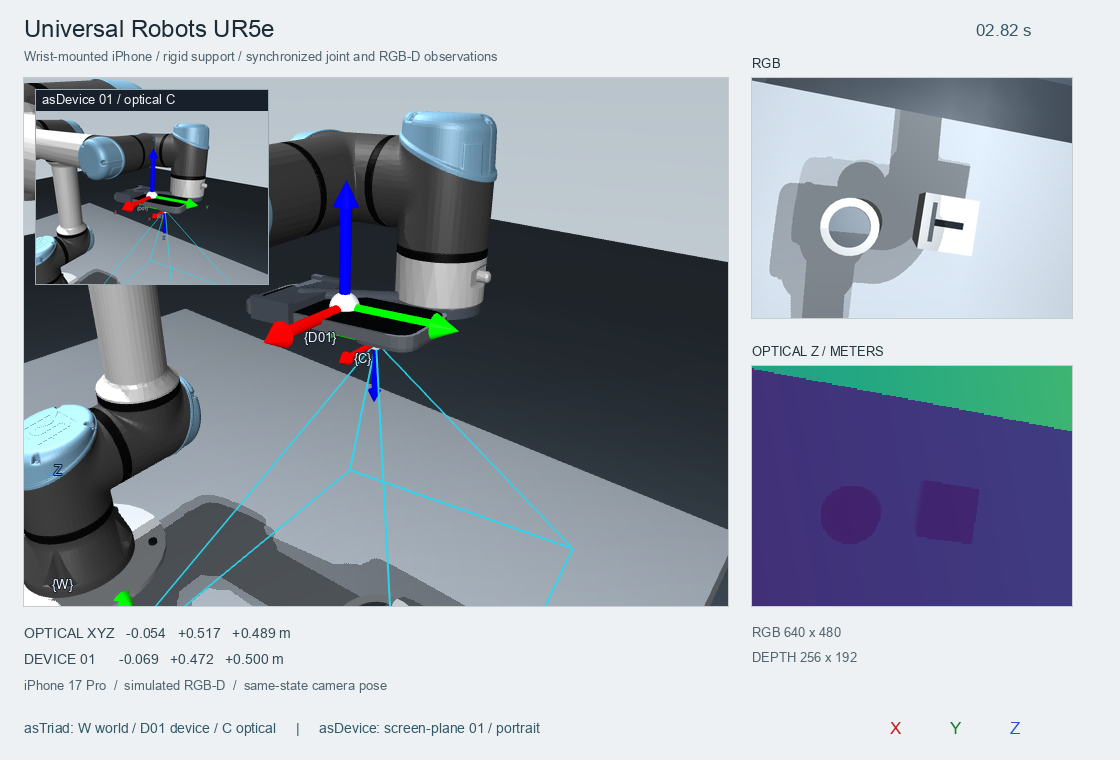 Universal Robots UR5e
02.82 s
Wrist-mounted iPhone / rigid support / synchronized joint and RGB-D observations
RGB
asDevice 01 / optical C
{D01}
{C}
Z
{W}
OPTICAL Z / METERS
OPTICAL XYZ -0.054 +0.517 +0.489 m
DEVICE 01 -0.069 +0.472 +0.500 m
iPhone 17 Pro / simulated RGB-D / same-state camera pose
RGB 640 x 480
DEPTH 256 x 192
asTriad: W world / D01 device / C optical | asDevice: screen-plane 01 / portrait
X Y Z